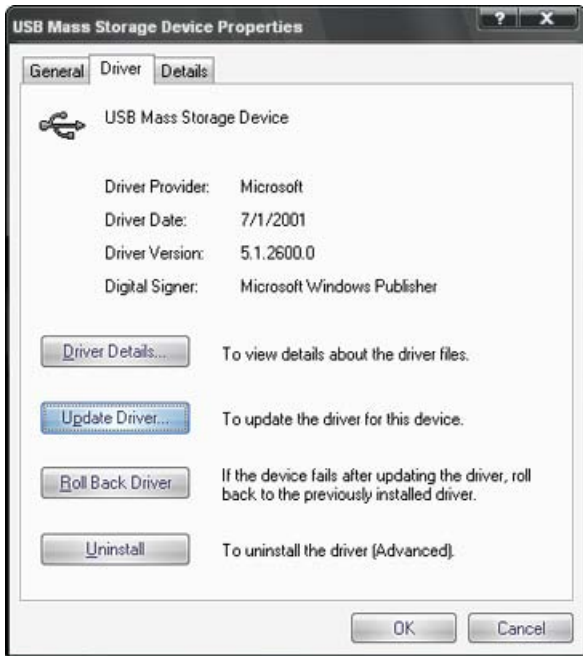 USB Mass Storage Device Properties
? X
General Driver Details
USB Mass Storage Device
Driver Provider: Microsoft
Driver Date: 7/1/2001
Driver Version: 5.1.2600.0
Digital Signer: Microsoft Windows Publisher
Driver Details... To view details about the driver files.
Update Driver... To update the driver for this device.
Roll Back Driver If the device fails after updating the driver, roll
back to the previously installed driver.
Uninstall To uninstall the driver (Advanced).
OK Cancel